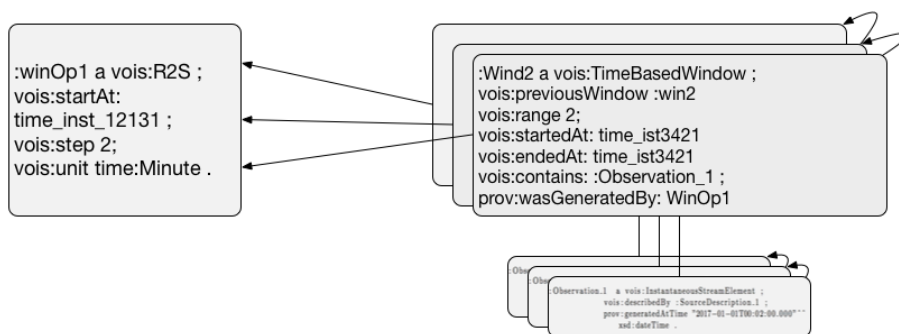 :winOp1 a vois:R2S ;
vois:startAt:
time_inst_12131 ;
vois:step 2;
vois:unit time:Minute .
:Wind2 a vois:TimeBasedWindow ;
vois:previousWindow :win2
vois:range 2;
vois:startedAt: time_ist3421
vois:endedAt: time_ist3421
vois:contains: :Observation_1 ;
prov:wasGeneratedBy: WinOp1
:Obse
:Obs
:Observation_1 a vois:InstantaneousStreamElement ;
vois:describedBy :SourceDescription_1 ;
prov:generatedAtTime "2017-01-01T00:02:00.000"^^
xsd:dateTime .